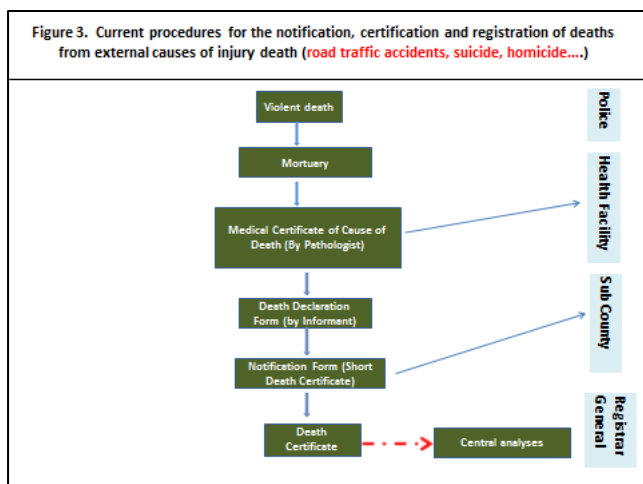 Figure 3.  Current procedures for the notification, certification and registration of deaths
from external causes of injury death (road traffic accidents, suicide, homicide....)
Violent death
Police
Mortuary
Health Facility
Medical Certificate of Cause of
Death (By Pathologist)
Sub County
Death Declaration
Form (by Informant)
Notification Form (Short
Death Certificate)
Registrar
General
Death
Certificate
Central analyses